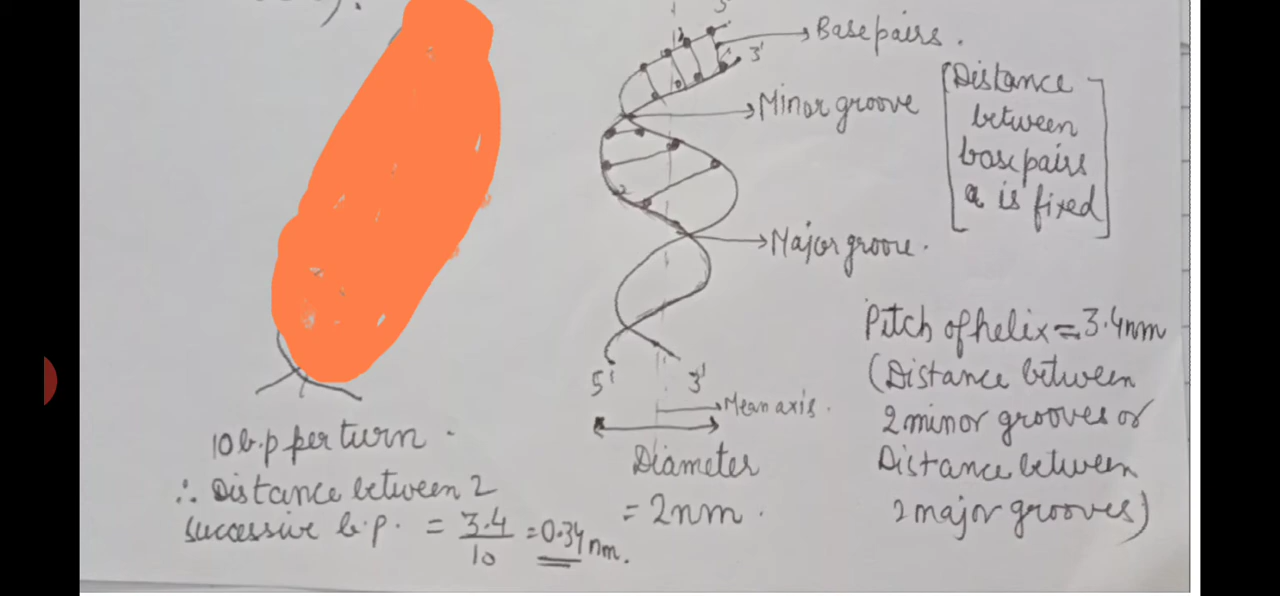 3'
Base pairs.
Minor groove
[Distance
between
base pairs
a is fixed]
Major groove.
Pitch of helix = 3.4nm
(Distance between
2 minor grooves or
Distance between
2 major grooves)
5' 3'
Mean axis.
Diameter
= 2nm.
10 b.p per turn.
∴ Distance between 2
successive b.p. = 3.4/10 = 0.34 nm.